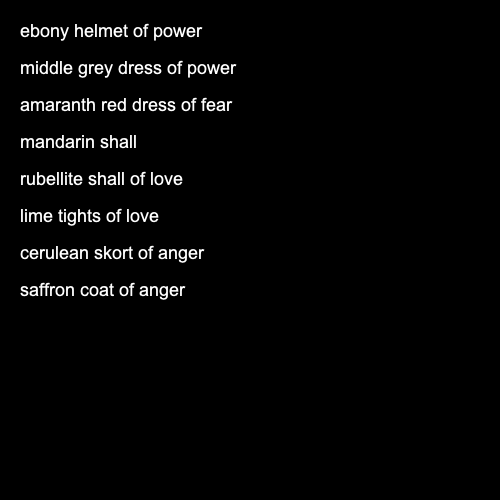 ebony helmet of power
middle grey dress of power
amaranth red dress of fear
mandarin shall
rubellite shall of love
lime tights of love
cerulean skort of anger
saffron coat of anger